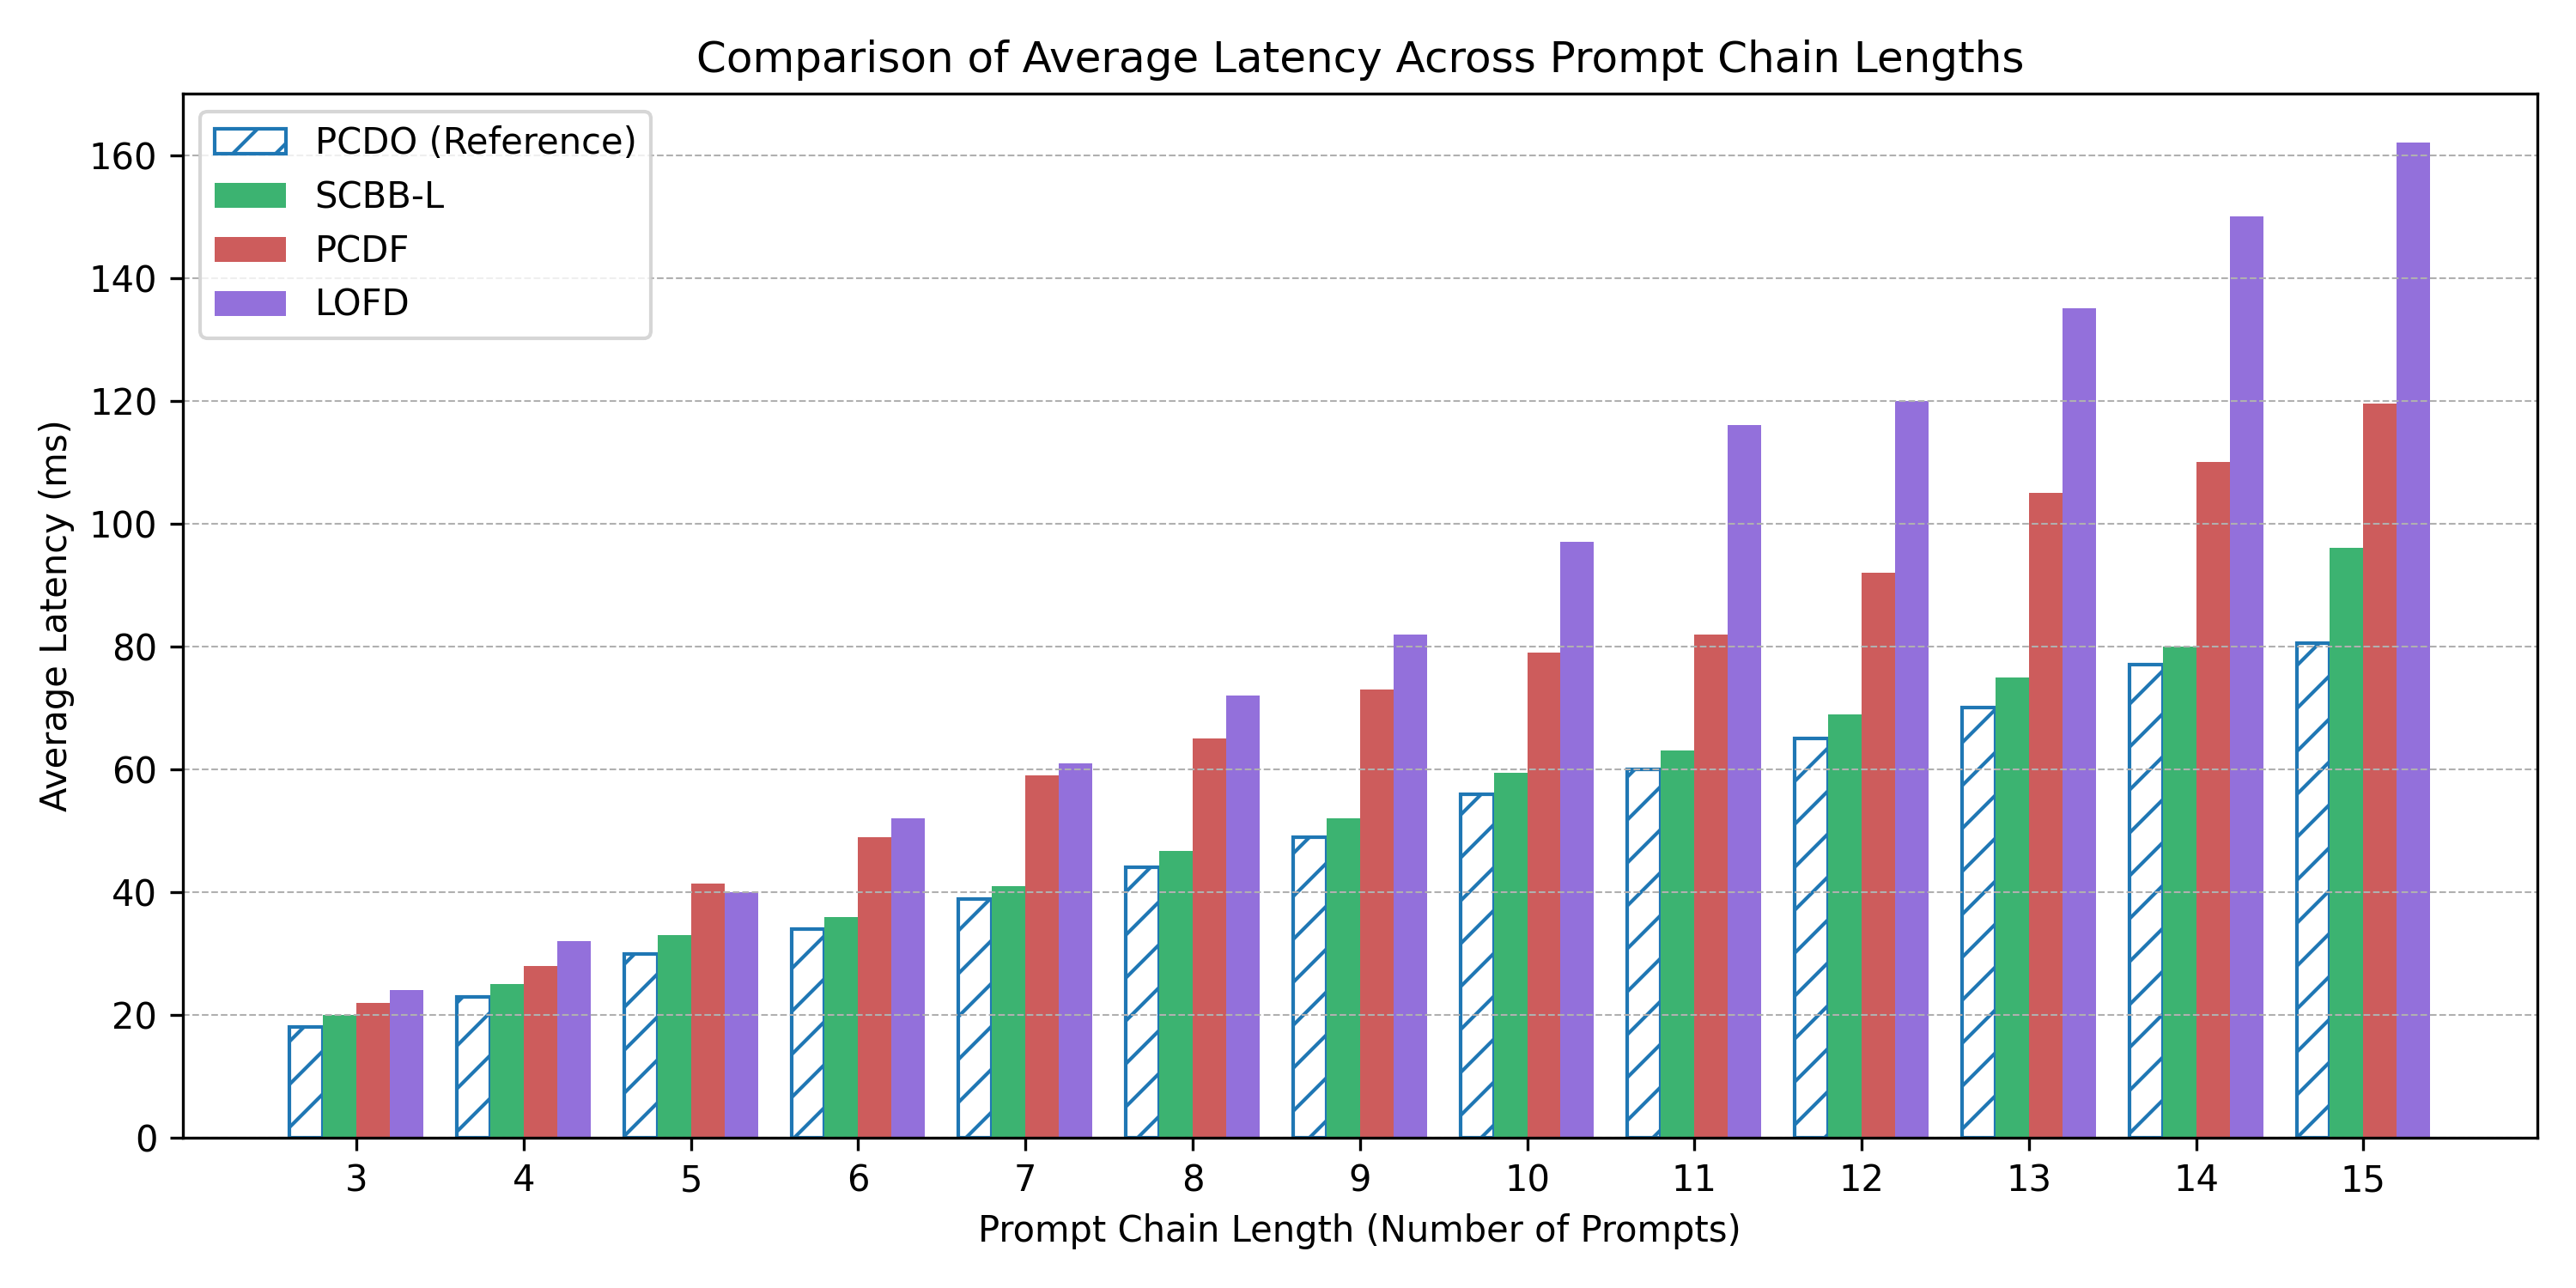 Comparison of Average Latency Across Prompt Chain Lengths
PCDO (Reference)
SCBB-L
PCDF
LOFD
Average Latency (ms)
160
140
120
100
80
60
40
20
0
3 4 5 6 7 8 9 10 11 12 13 14 15
Prompt Chain Length (Number of Prompts)